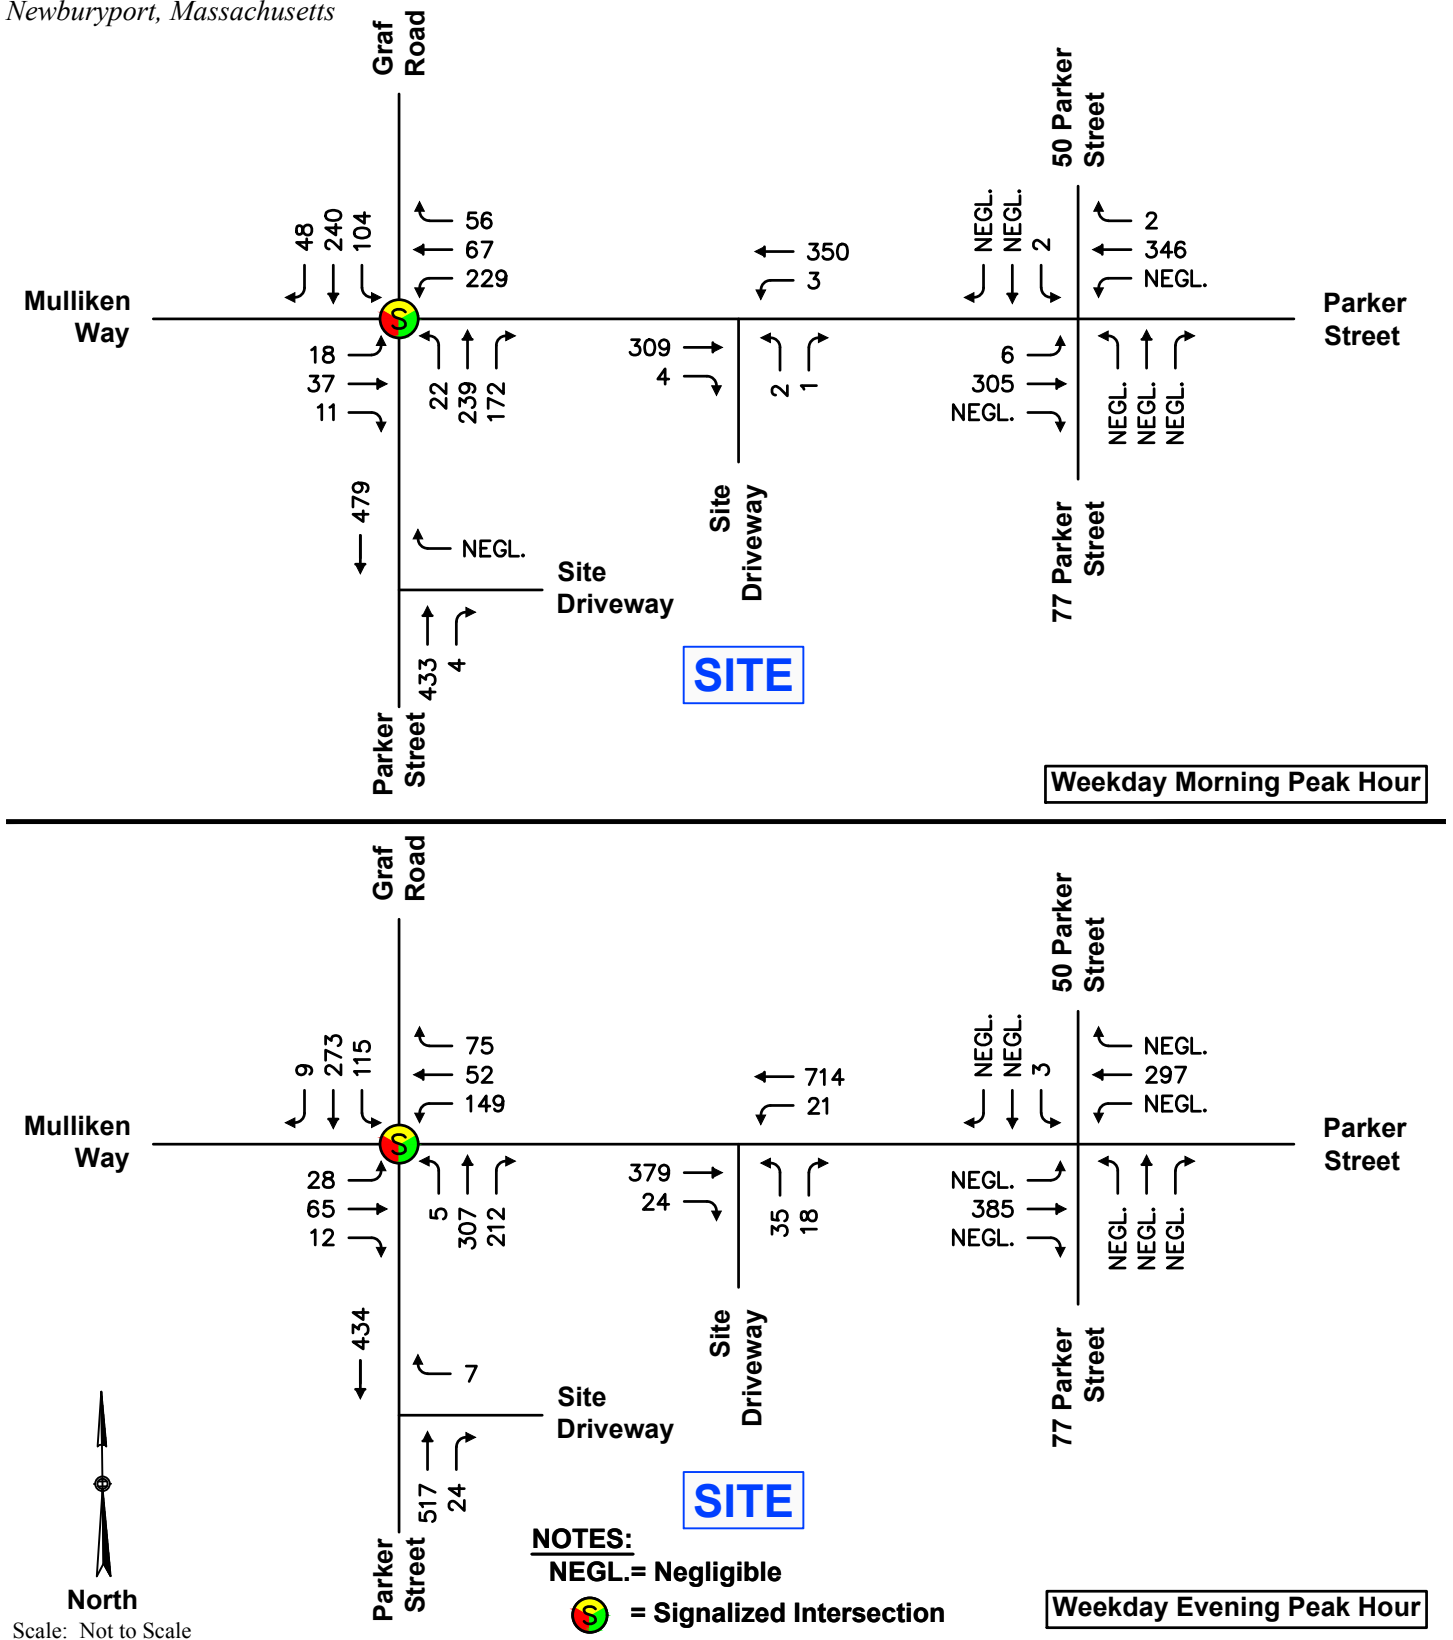 Newburyport, Massachusetts
Graf
Road
50 Parker
Street
48
240
104
56
67
229
350
3
NEGL.
NEGL.
2
2
346
NEGL.
Mulliken
Way
S
Parker
Street
18
37
11
22
239
172
309
4
2
1
6
305
NEGL.
NEGL.
NEGL.
NEGL.
479
NEGL.
Site
Driveway
Site
Driveway
77 Parker
Street
433
4
SITE
Parker
Street
Weekday Morning Peak Hour
Graf
Road
50 Parker
Street
9
273
115
75
52
149
714
21
NEGL.
NEGL.
3
NEGL.
297
NEGL.
Mulliken
Way
S
Parker
Street
28
65
12
5
307
212
379
24
35
18
NEGL.
385
NEGL.
NEGL.
NEGL.
NEGL.
434
7
Site
Driveway
Site
Driveway
77 Parker
Street
517
24
SITE
Parker
Street
NOTES:
NEGL.= Negligible
S = Signalized Intersection
North
Scale: Not to Scale
Weekday Evening Peak Hour